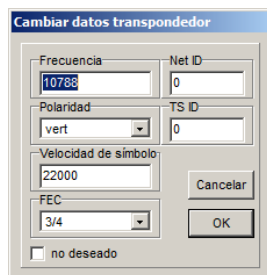 Cambiar datos transpondedor
Frecuencia
Net ID
10788
0
Polaridad
TS ID
vert
0
Velocidad de símbolo
22000
Cancelar
FEC
3/4
OK
no deseado